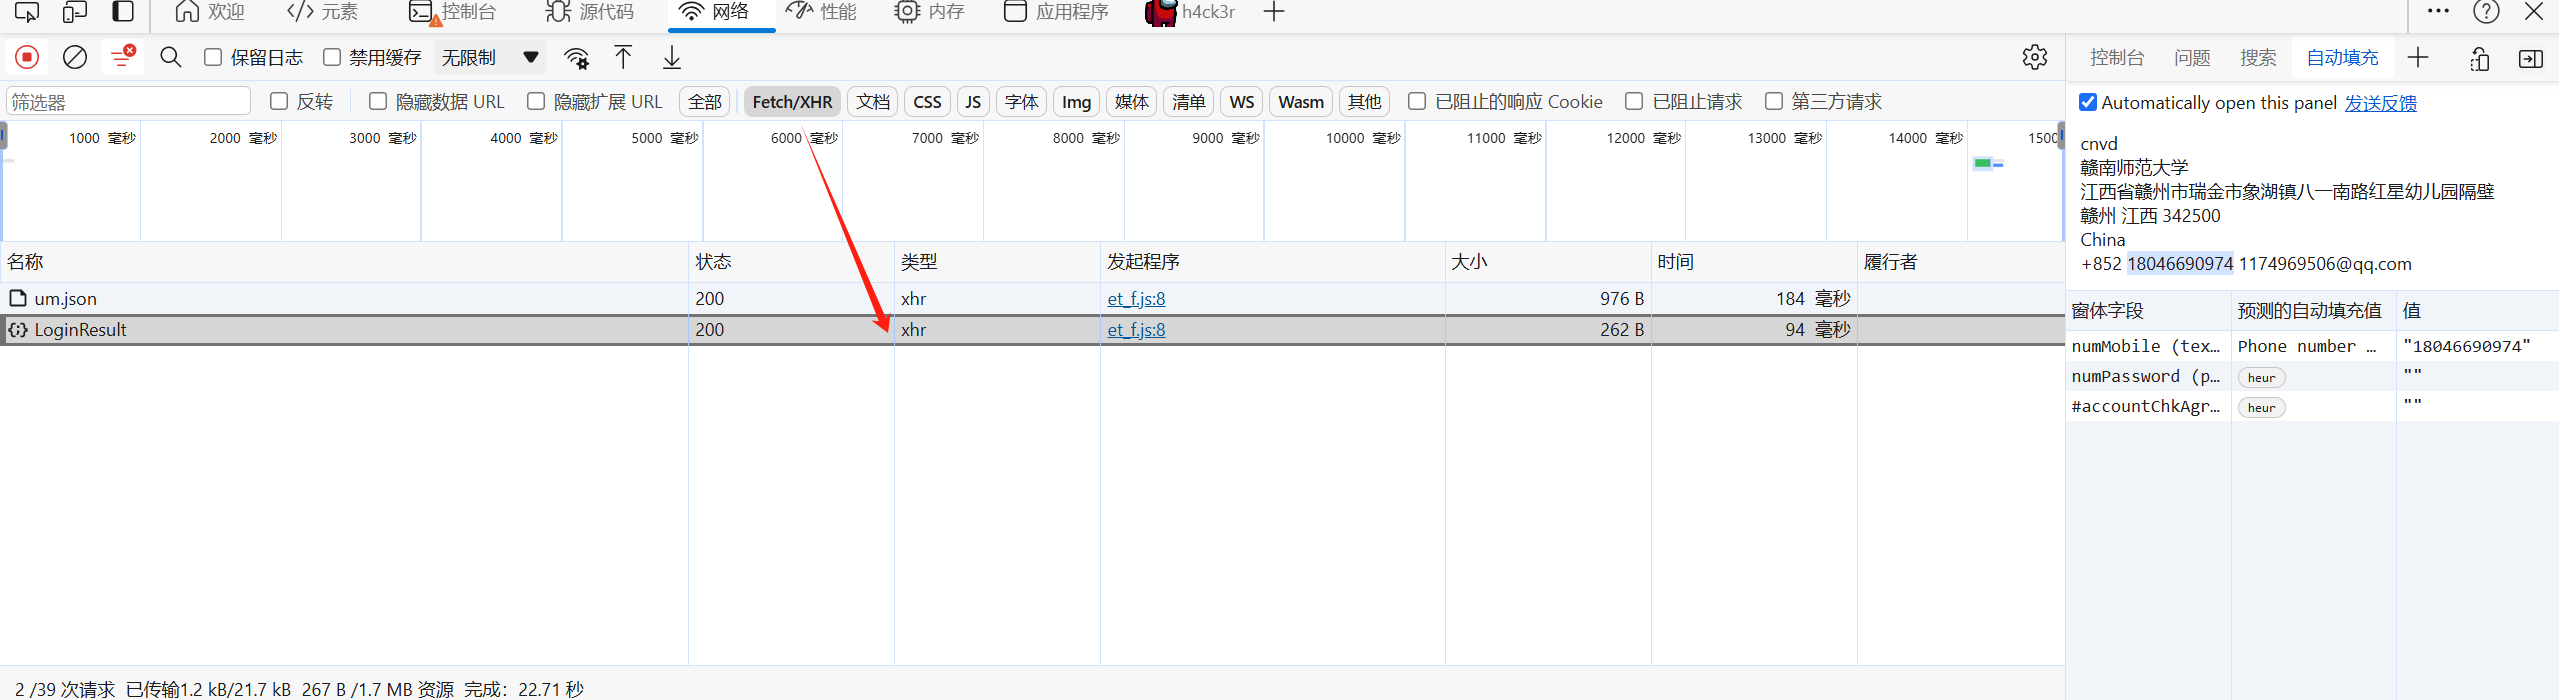 欢迎 元素 控制台 源代码 网络 性能 内存 应用程序 h4ck3r
保留日志 禁用缓存 无限制
控制台 问题 搜索 自动填充
筛选器 反转 隐藏数据 URL 隐藏扩展 URL 全部 Fetch/XHR 文档 CSS JS 字体 Img 媒体 清单 WS Wasm 其他 已阻止的响应 Cookie 已阻止请求 第三方请求
Automatically open this panel 发送反馈
1000 毫秒 2000 毫秒 3000 毫秒 4000 毫秒 5000 毫秒 6000 毫秒 7000 毫秒 8000 毫秒 9000 毫秒 10000 毫秒 11000 毫秒 12000 毫秒 13000 毫秒 14000 毫秒 1500
cnvd
赣南师范大学
江西省赣州市瑞金市象湖镇八一南路红星幼儿园隔壁
赣州 江西 342500
China
+852 18046690974 1174969506@qq.com
名称 状态 类型 发起程序 大小 时间 履行者
um.json 200 xhr et_f.js:8 976 B 184 毫秒
LoginResult 200 xhr et_f.js:8 262 B 94 毫秒
窗体字段 预测的自动填充值 值
numMobile (tex… Phone number … "18046690974"
numPassword (p… heur ""
#accountChkAgr… heur ""
2 /39 次请求 已传输1.2 kB/21.7 kB 267 B /1.7 MB 资源 完成：22.71 秒